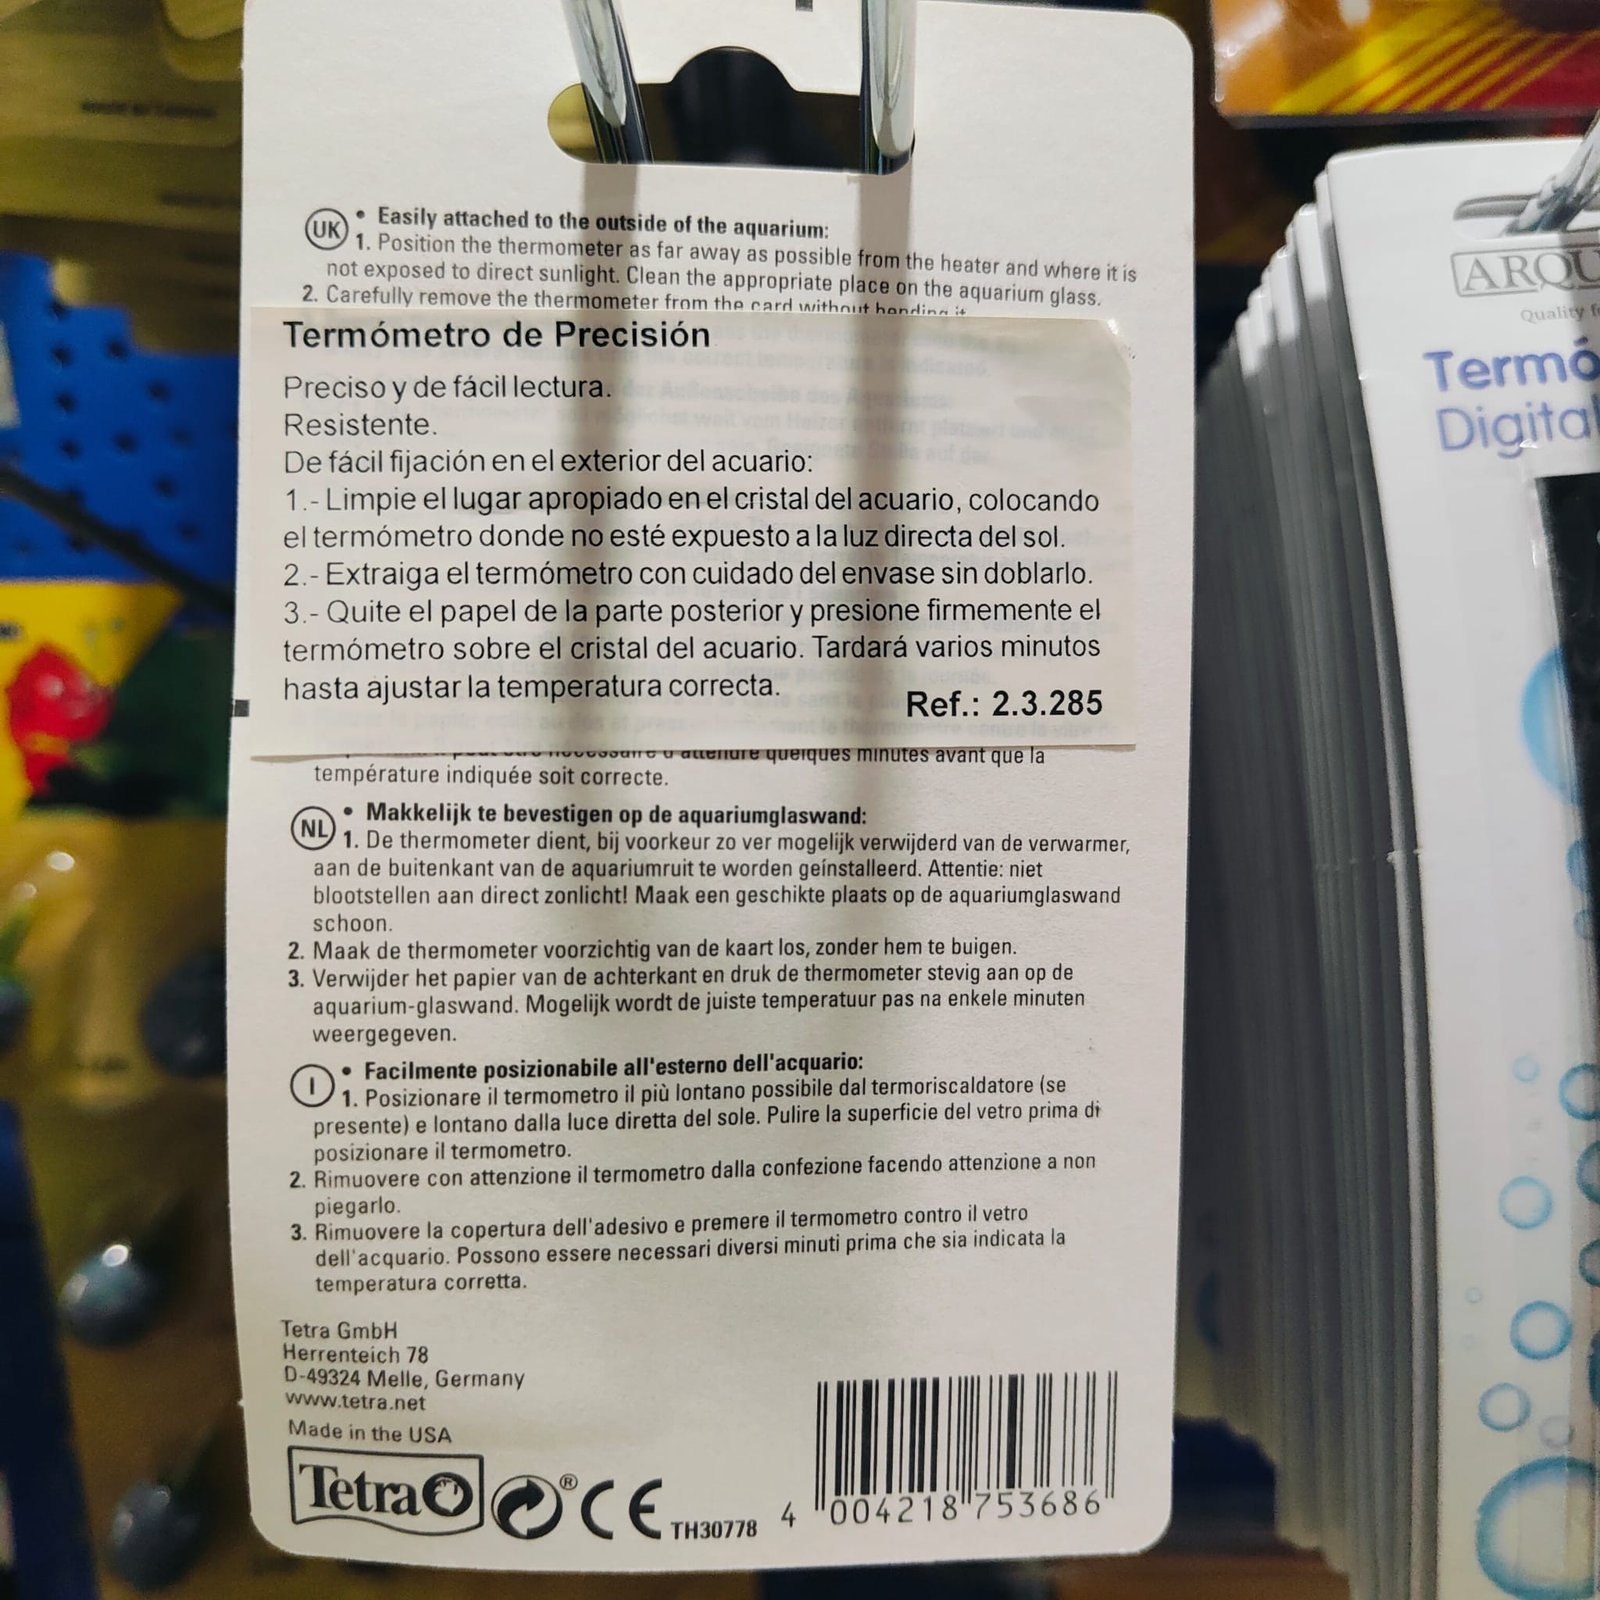 UK • Easily attached to the outside of the aquarium:
1. Position the thermometer as far away as possible from the heater and where it is
not exposed to direct sunlight. Clean the appropriate place on the aquarium glass.
2. Carefully remove the thermometer from the card without bending it
Termómetro de Precisión
Preciso y de fácil lectura.
Resistente.
De fácil fijación en el exterior del acuario:
1.- Limpie el lugar apropiado en el cristal del acuario, colocando
el termómetro donde no esté expuesto a la luz directa del sol.
2.- Extraiga el termómetro con cuidado del envase sin doblarlo.
3.- Quite el papel de la parte posterior y presione firmemente el
termómetro sobre el cristal del acuario. Tardará varios minutos
hasta ajustar la temperatura correcta.
Ref.: 2.3.285
attendre quelques minutes avant que la
température indiquée soit correcte.
NL • Makkelijk te bevestigen op de aquariumglaswand:
1. De thermometer dient, bij voorkeur zo ver mogelijk verwijderd van de verwarmer,
aan de buitenkant van de aquariumruit te worden geínstalleerd. Attentie: niet
blootstellen aan direct zonlicht! Maak een geschikte plaats op de aquariumglaswand
schoon.
2. Maak de thermometer voorzichtig van de kaart los, zonder hem te buigen.
3. Verwijder het papier van de achterkant en druk de thermometer stevig aan op de
aquarium-glaswand. Mogelijk wordt de juiste temperatuur pas na enkele minuten
weergegeven.
I • Facilmente posizionabile all'esterno dell'acquario:
1. Posizionare il termometro il più lontano possibile dal termoriscaldatore (se
presente) e lontano dalla luce diretta del sole. Pulire la superficie del vetro prima di
posizionare il termometro.
2. Rimuovere con attenzione il termometro dalla confezione facendo attenzione a non
piegarlo.
3. Rimuovere la copertura dell'adesivo e premere il termometro contro il vetro
dell'acquario. Possono essere necessari diversi minuti prima che sia indicata la
temperatura corretta.
Tetra GmbH
Herrenteich 78
D-49324 Melle, Germany
www.tetra.net
Made in the USA
Tetra ® CE TH30778
4 004218 753686
ARQU
Quality f
Termó
Digital